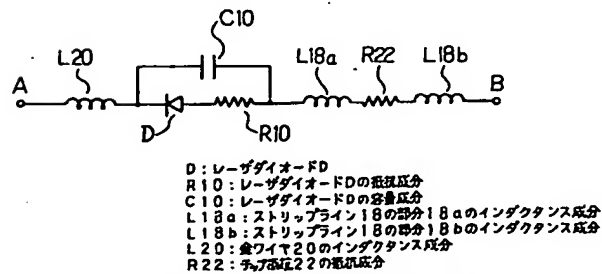 C10
L20
L18a
R22
L18b
A
B
D
R10
D：レーザダイオードD
R10：レーザダイオードDの抵抗成分
C10：レーザダイオードDの容量成分
L18a：ストリップライン18の部分18aのインダクタンス成分
L18b：ストリップライン18の部分18bのインダクタンス成分
L20：金ワイヤ20のインダクタンス成分
R22：チップ抵抗22の抵抗成分